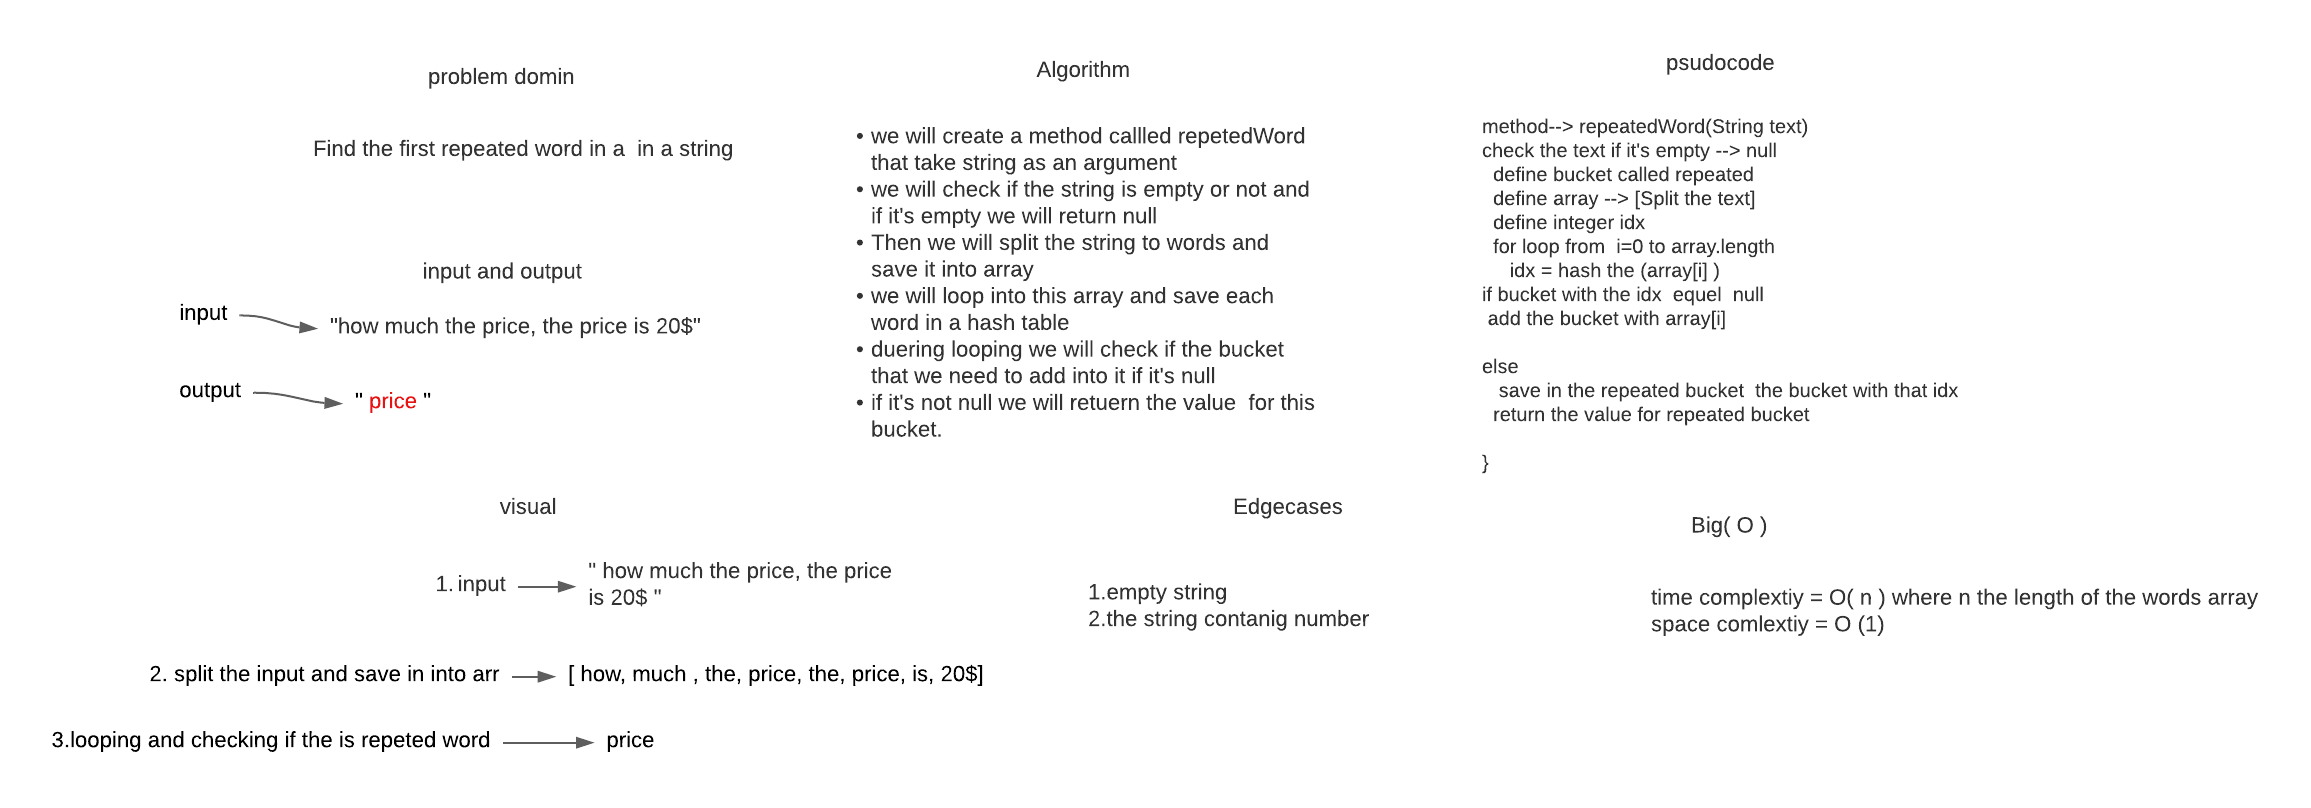 problem domin
Find the first repeated word in a  in a string
input and output
input
"how much the price, the price is 20$"
output
" price "
Algorithm
• we will create a method callled repetedWord
that take string as an argument
• we will check if the string is empty or not and
if it's empty we will return null
• Then we will split the string to words and
save it into array
• we will loop into this array and save each
word in a hash table
• duering looping we will check if the bucket
that we need to add into it if it's null
• if it's not null we will retuern the value  for this
bucket.
psudocode
method--> repeatedWord(String text)
check the text if it's empty --> null
define bucket called repeated
define array --> [Split the text]
define integer idx
for loop from  i=0 to array.length
idx = hash the (array[i] )
if bucket with the idx  equel  null
add the bucket with array[i]
else
save in the repeated bucket  the bucket with that idx
return the value for repeated bucket
}
visual
1. input
" how much the price, the price
is 20$ "
2. split the input and save in into arr
[ how, much , the, price, the, price, is, 20$]
3.looping and checking if the is repeted word
price
Edgecases
1.empty string
2.the string contanig number
Big( O )
time complextiy = O( n ) where n the length of the words array
space comlextiy = O (1)